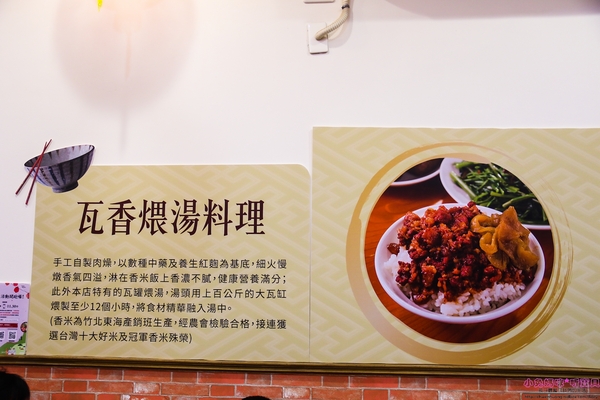 瓦香煨湯料理
手工自製肉燥，以數種中藥及養生紅麴為基底，細火慢
燉香氣四溢，淋在香米飯上香濃不膩，健康營養滿分；
此外本店特有的瓦罐煨湯，湯頭用上百公斤的大瓦缸
煨製至少12個小時，將食材精華融入湯中。
(香米為竹北東海產銷班生產，經農會檢驗合格，接連獲
選台灣十大好米及冠軍香米殊榮)